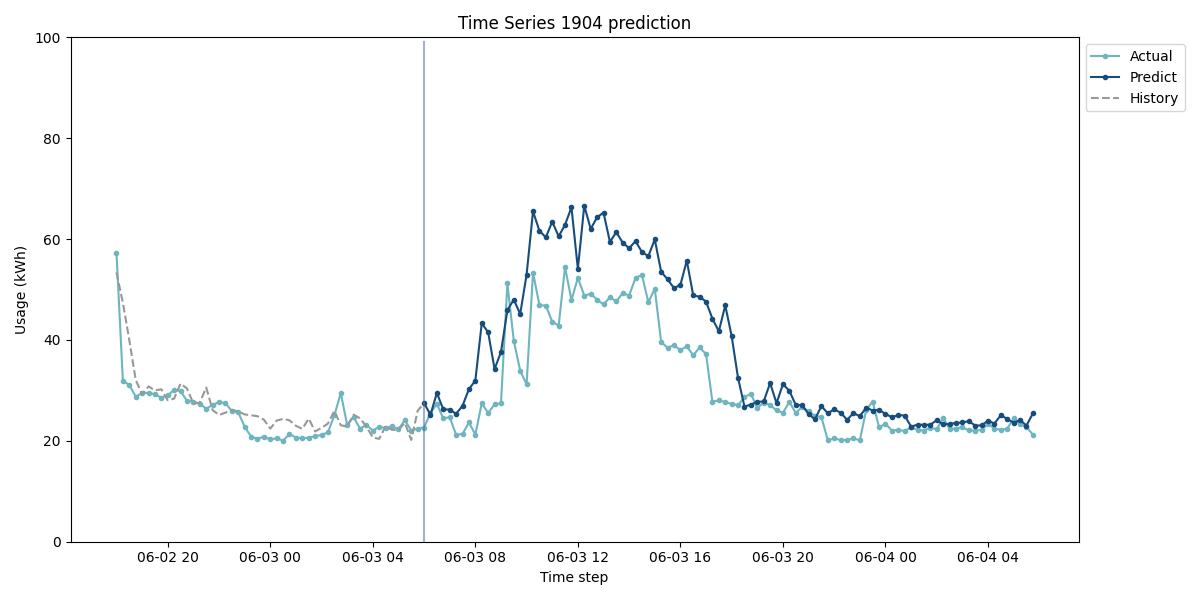 Time Series 1904 prediction
100
80
60
40
20
0
Usage (kWh)
06-02 20
06-03 00
06-03 04
06-03 08
06-03 12
06-03 16
06-03 20
06-04 00
06-04 04
Time step
Actual
Predict
History